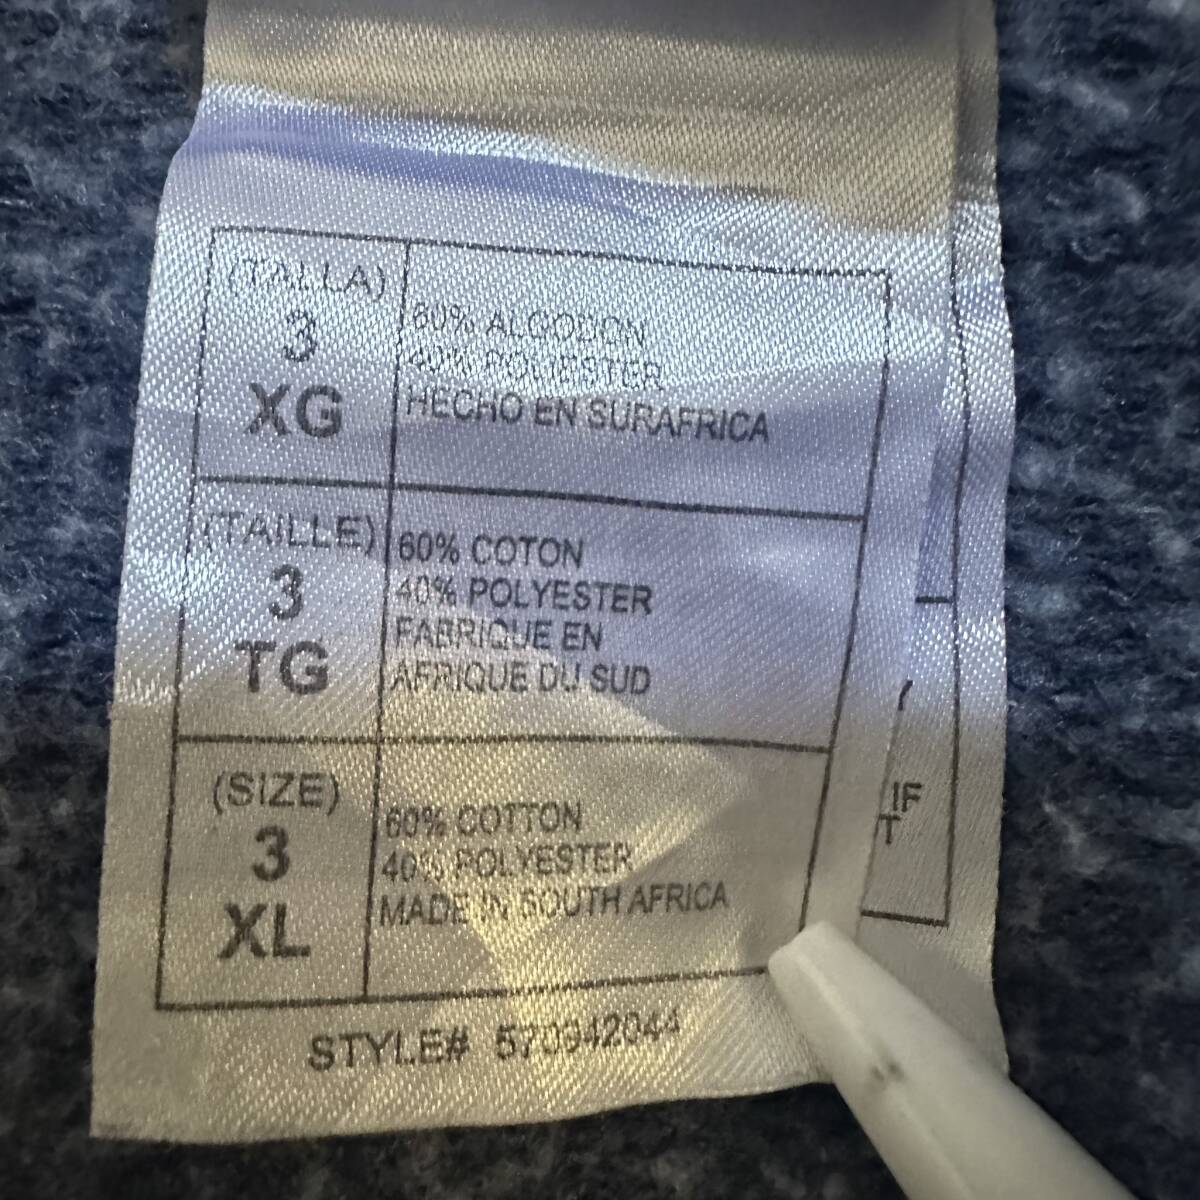 (TALLA)
3
XG
60% ALGODON
40% POLIESTER
HECHO EN SURAFRICA
(TAILLE)
3
TG
60% COTON
40% POLYESTER
FABRIQUE EN
AFRIQUE DU SUD
(SIZE)
3
XL
60% COTTON
40% POLYESTER
MADE IN SOUTH AFRICA
IF
T
STYLE# 570942044